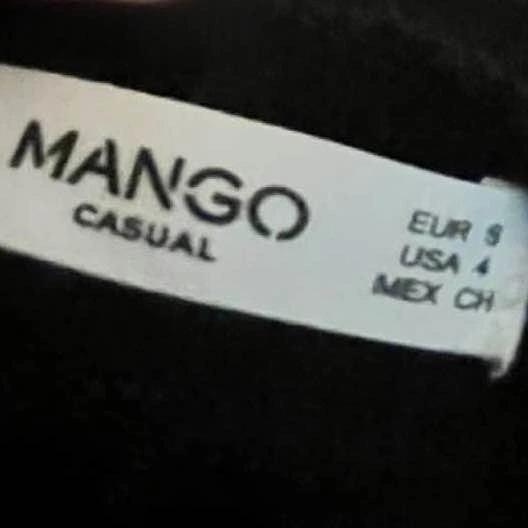 MANGO
CASUAL
EUR S
USA 4
MEX CH